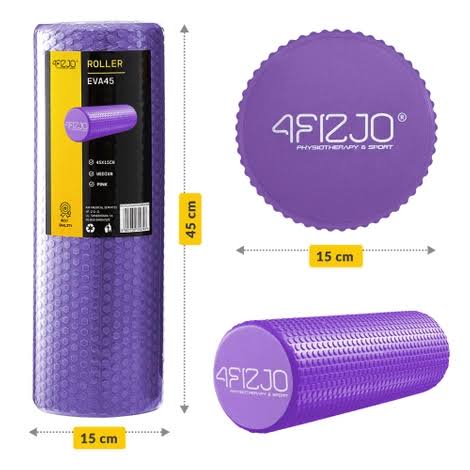 4FIZJO
ROLLER
EVA45
4FIZJO
45X15CM
MEDIUM
PINK
45 cm
15 cm
4FIZJO®
PHYSIOTHERAPY & SPORT
15 cm
4FIZJO
PHYSIOTHERAPY & SPORT